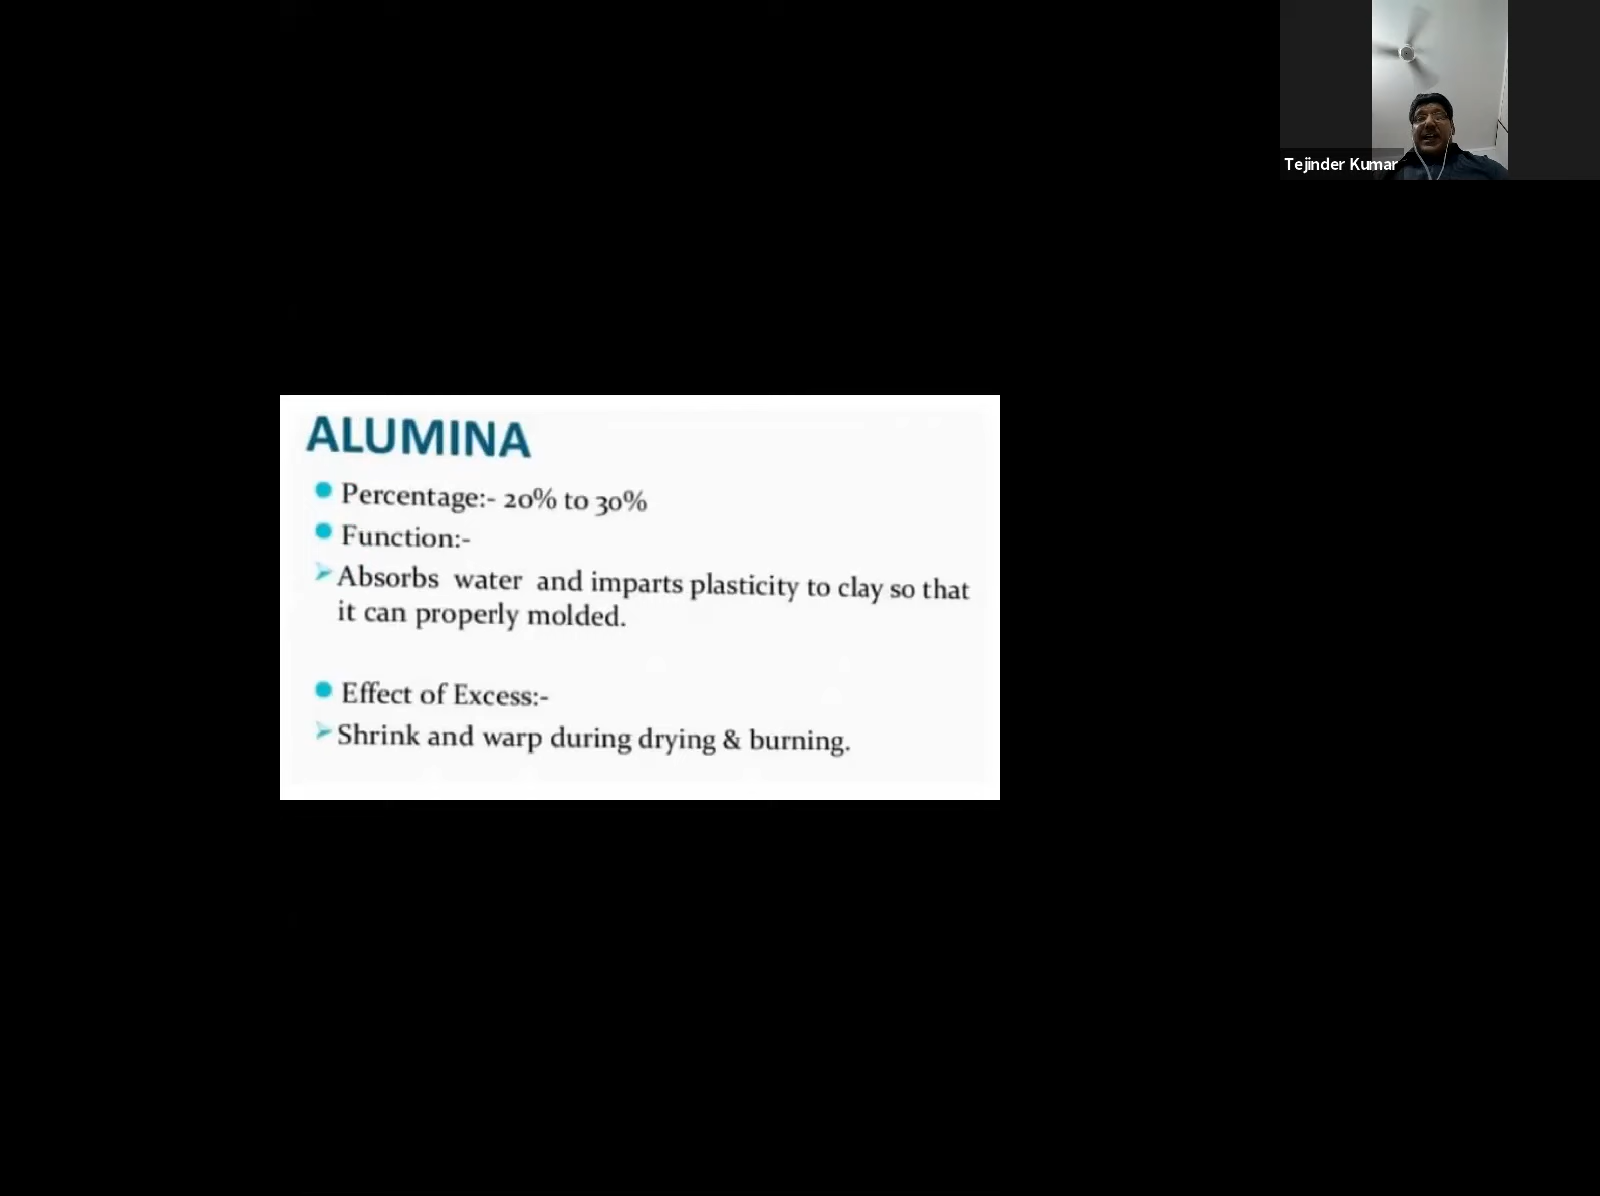 Tejinder Kumar
ALUMINA
Percentage:- 20% to 30%
Function:-
Absorbs water and imparts plasticity to clay so that
it can properly molded.
Effect of Excess:-
Shrink and warp during drying & burning.